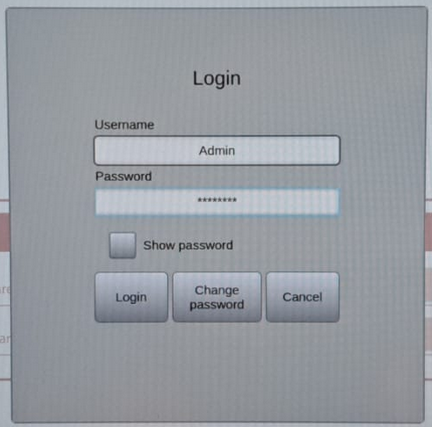 Login
Username
Admin
Password
********
Show password
Login
Change
password
Cancel